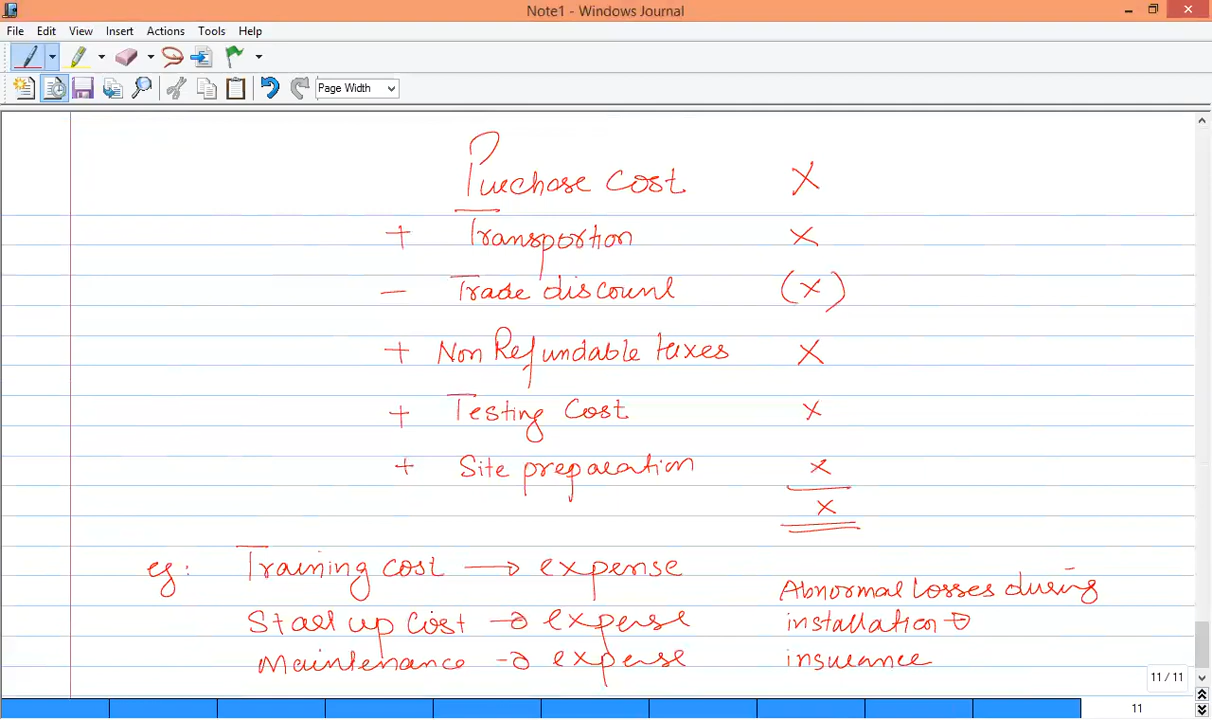 Note1 - Windows Journal
File Edit View Insert Actions Tools Help
Page Width
Purchase Cost X
+ Transportion X
- Trade discount (X)
+ Non Refundable taxes X
+ Testing Cost X
+ Site preparation X
X
eg: Training cost → expense
Start up Cost → expense
Maintenance → expense
Abnormal Losses during
installation →
insurance
11 / 11
11